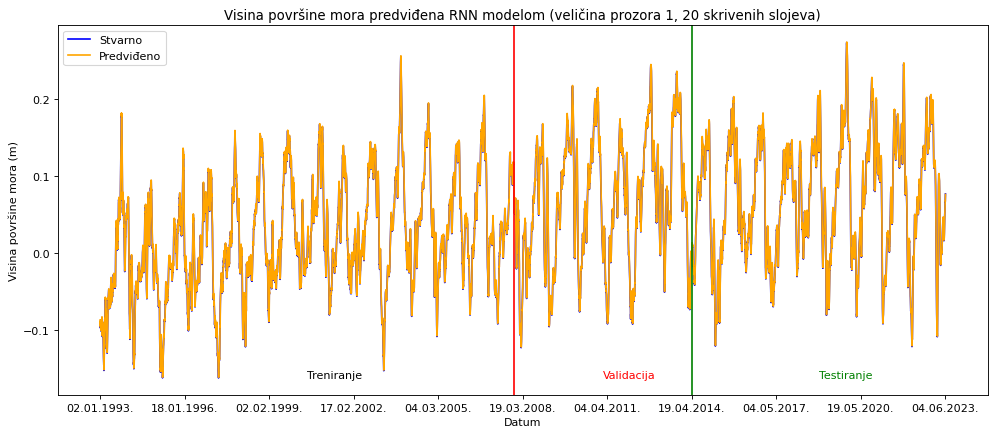 Visina površine mora predviđena RNN modelom (veličina prozora 1, 20 skrivenih slojeva)
Stvarno
Predviđeno
Visina površine mora (m)
0.2
0.1
0.0
−0.1
Treniranje
Validacija
Testiranje
02.01.1993.
18.01.1996.
02.02.1999.
17.02.2002.
04.03.2005.
19.03.2008.
04.04.2011.
19.04.2014.
04.05.2017.
19.05.2020.
04.06.2023.
Datum